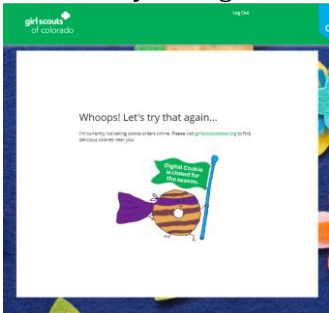 girl scouts
of colorado
Log Out
Whoops! Let's try that again...
I'm currently not taking cookie orders online. Please visit girlscoutcookies.org to find
delicious cookies near you!
Digital Cookie
is closed for
the season.